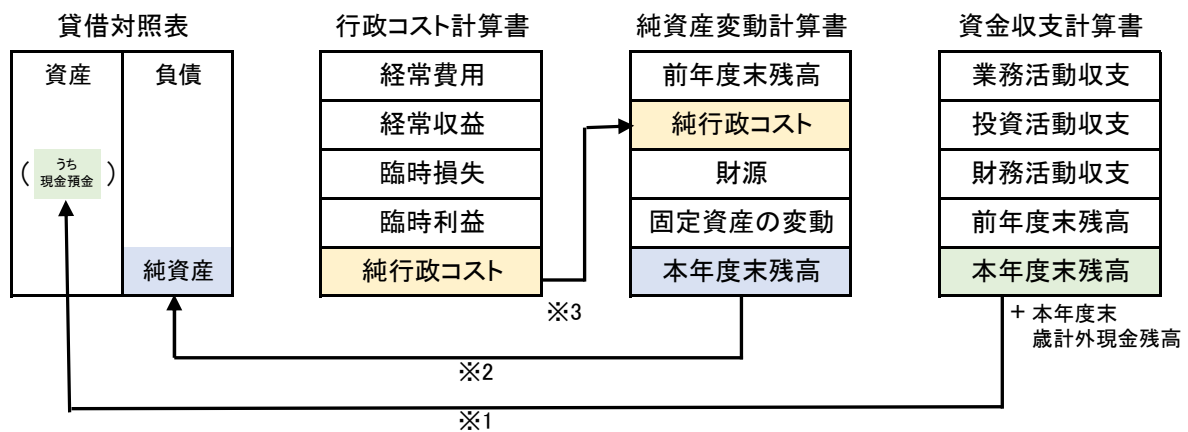 貸借対照表
資産
負債
（うち
現金預金）
純資産
行政コスト計算書
経常費用
経常収益
臨時損失
臨時利益
純行政コスト
純資産変動計算書
前年度末残高
純行政コスト
財源
固定資産の変動
本年度末残高
資金収支計算書
業務活動収支
投資活動収支
財務活動収支
前年度末残高
本年度末残高
＋本年度末
歳計外現金残高
※3
※2
※1